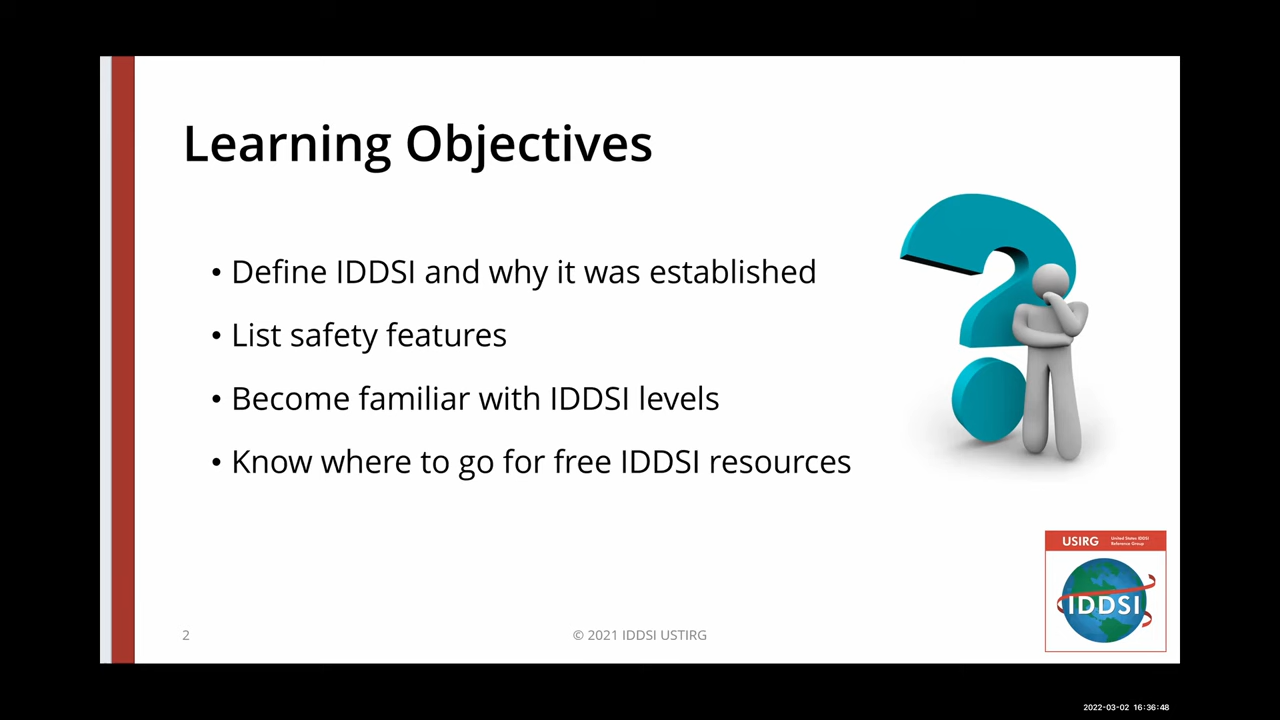 Learning Objectives
• Define IDDSI and why it was established
• List safety features
• Become familiar with IDDSI levels
• Know where to go for free IDDSI resources
USIRG
United States IDDSI
Reference Group
IDDSI
2
© 2021 IDDSI USTIRG
2022-03-02 16:36:48